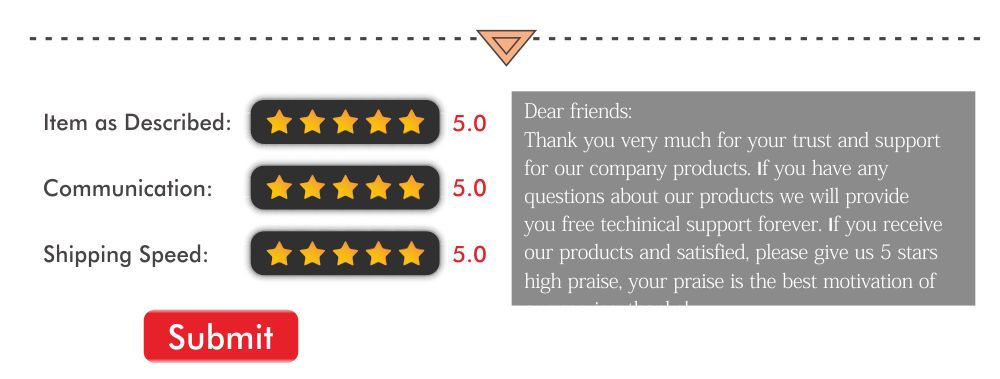 Item as Described: 5.0
Communication: 5.0
Shipping Speed: 5.0
Submit
Dear friends:
Thank you very much for your trust and support
for our company products. If you have any
questions about our products we will provide
you free techinical support forever. If you receive
our products and satisfied, please give us 5 stars
high praise, your praise is the best motivation of